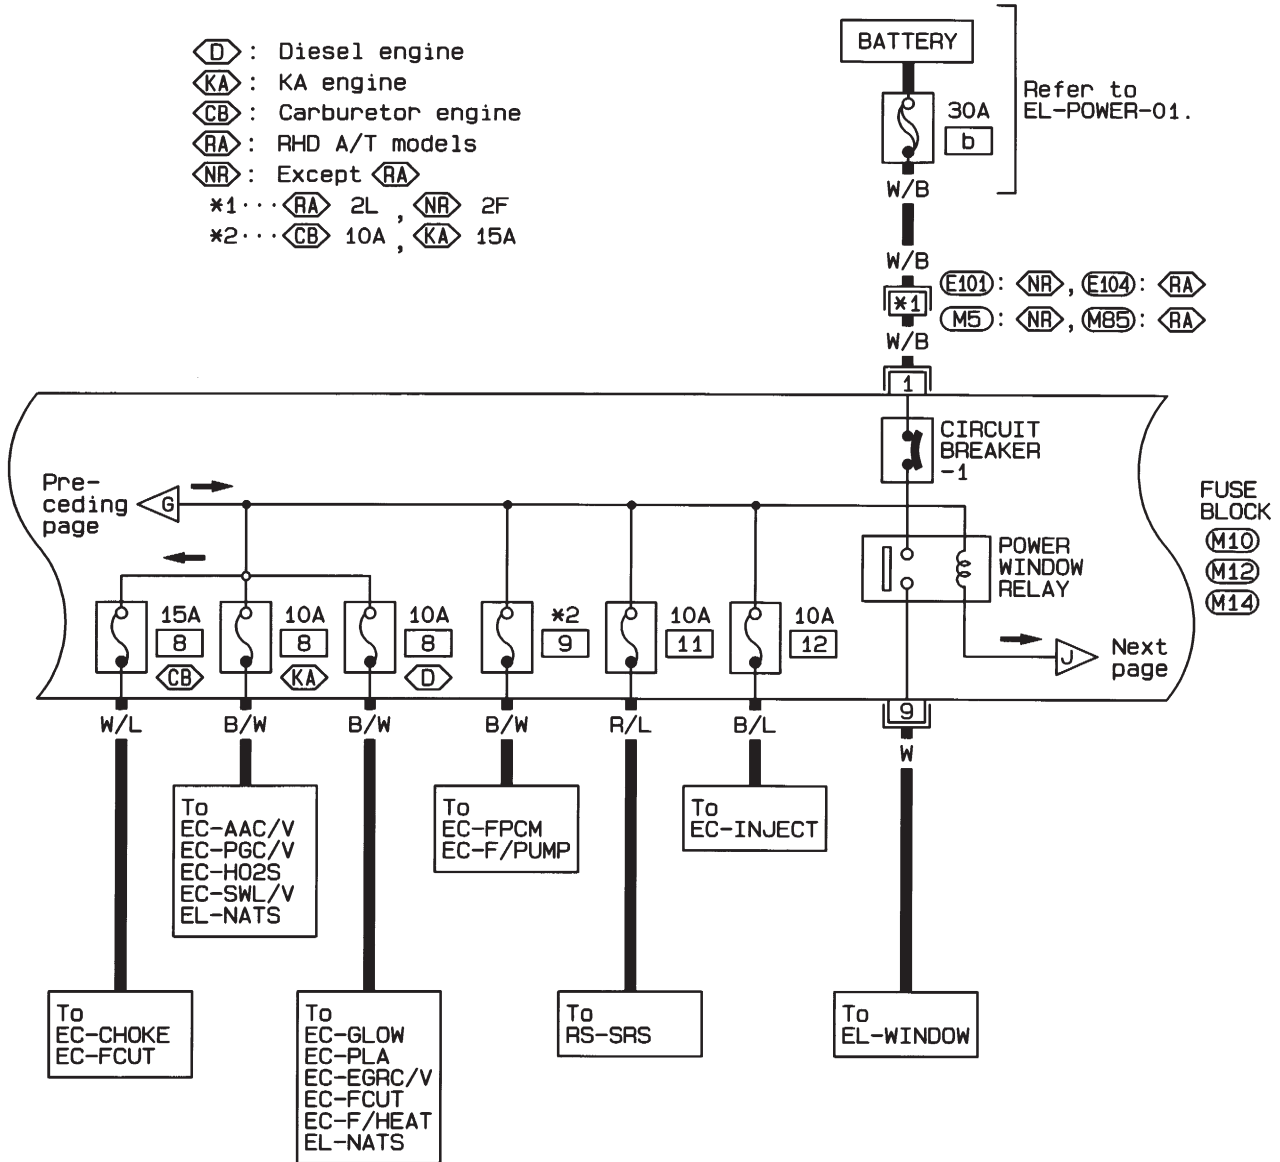 D : Diesel engine
KA : KA engine
CB : Carburetor engine
RA : RHD A/T models
NR : Except RA
*1··· RA 2L , NR 2F
*2··· CB 10A , KA 15A
BATTERY
30A
b
Refer to
EL-POWER-01.
W/B
W/B
*1
E101 : NR , E104 : RA
M5 : NR , M85 : RA
W/B
1
CIRCUIT
BREAKER
-1
Pre-
ceding
page
G
POWER
WINDOW
RELAY
FUSE
BLOCK
M10
M12
M14
15A
8
CB
10A
8
KA
10A
8
D
*2
9
10A
11
10A
12
J
Next
page
9
W/L
B/W
B/W
B/W
R/L
B/L
W
To
EC-AAC/V
EC-PGC/V
EC-HO2S
EC-SWL/V
EL-NATS
To
EC-FPCM
EC-F/PUMP
To
EC-INJECT
To
EC-CHOKE
EC-FCUT
To
EC-GLOW
EC-PLA
EC-EGRC/V
EC-FCUT
EC-F/HEAT
EL-NATS
To
RS-SRS
To
EL-WINDOW